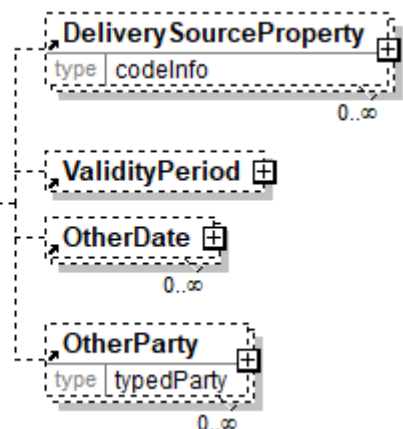 DeliverySourceProperty
type codeInfo
0..∞
ValidityPeriod
OtherDate
0..∞
OtherParty
type typedParty
0..∞